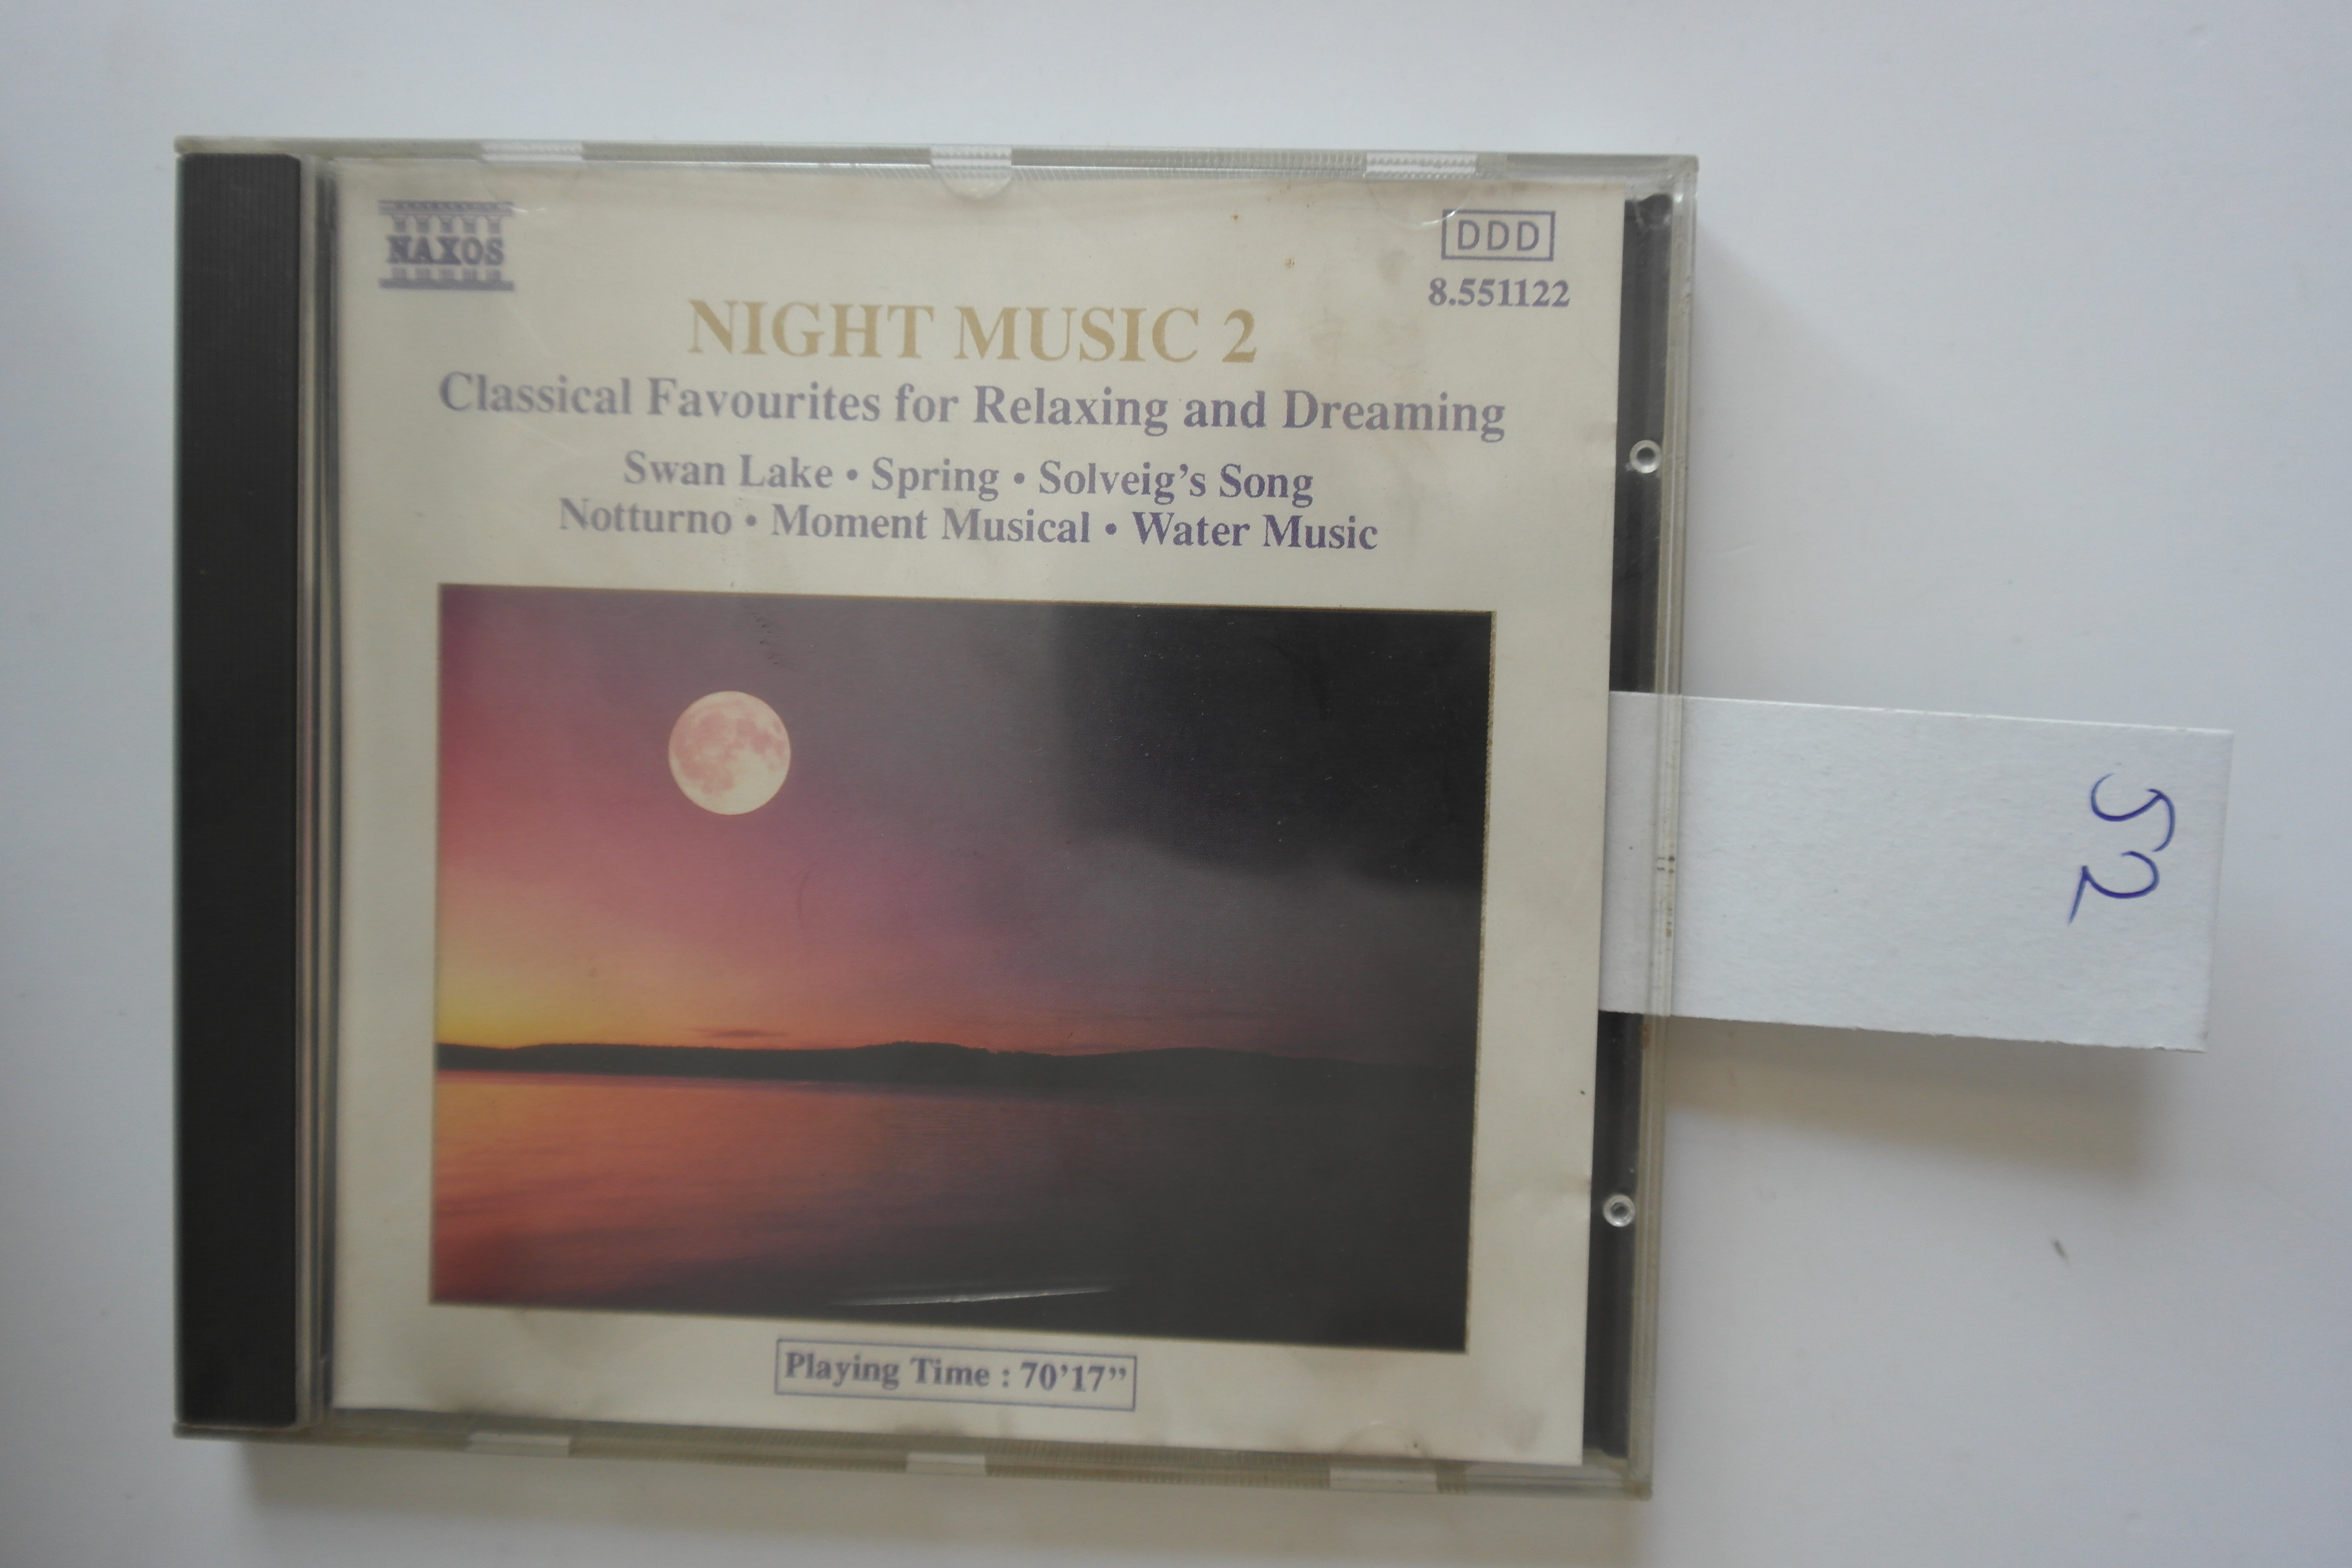 NAXOS
DDD
8.551122
NIGHT MUSIC 2
Classical Favourites for Relaxing and Dreaming
Swan Lake • Spring • Solveig’s Song
Notturno • Moment Musical • Water Music
Playing Time : 70’17”
52